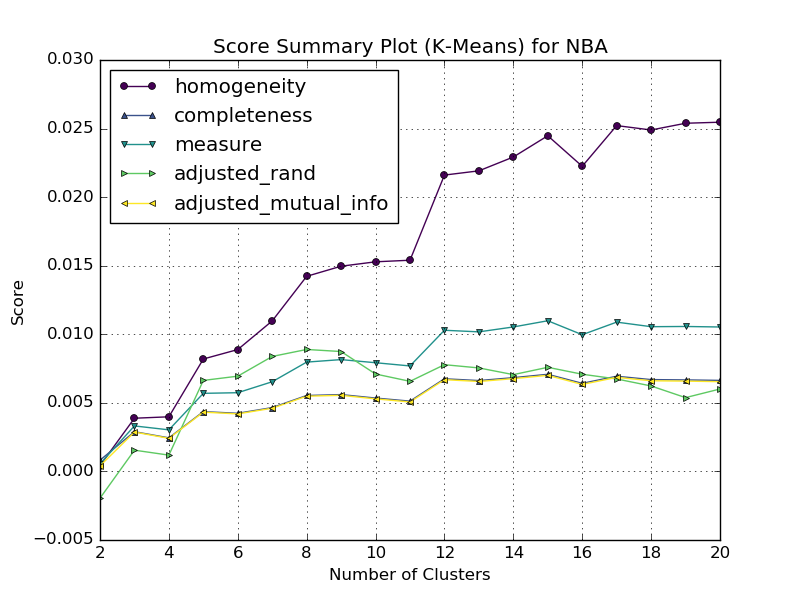 Score Summary Plot (K-Means) for NBA
0.030
0.025
0.020
0.015
0.010
0.005
0.000
−0.005
Score
homogeneity
completeness
measure
adjusted_rand
adjusted_mutual_info
2 4 6 8 10 12 14 16 18 20
Number of Clusters